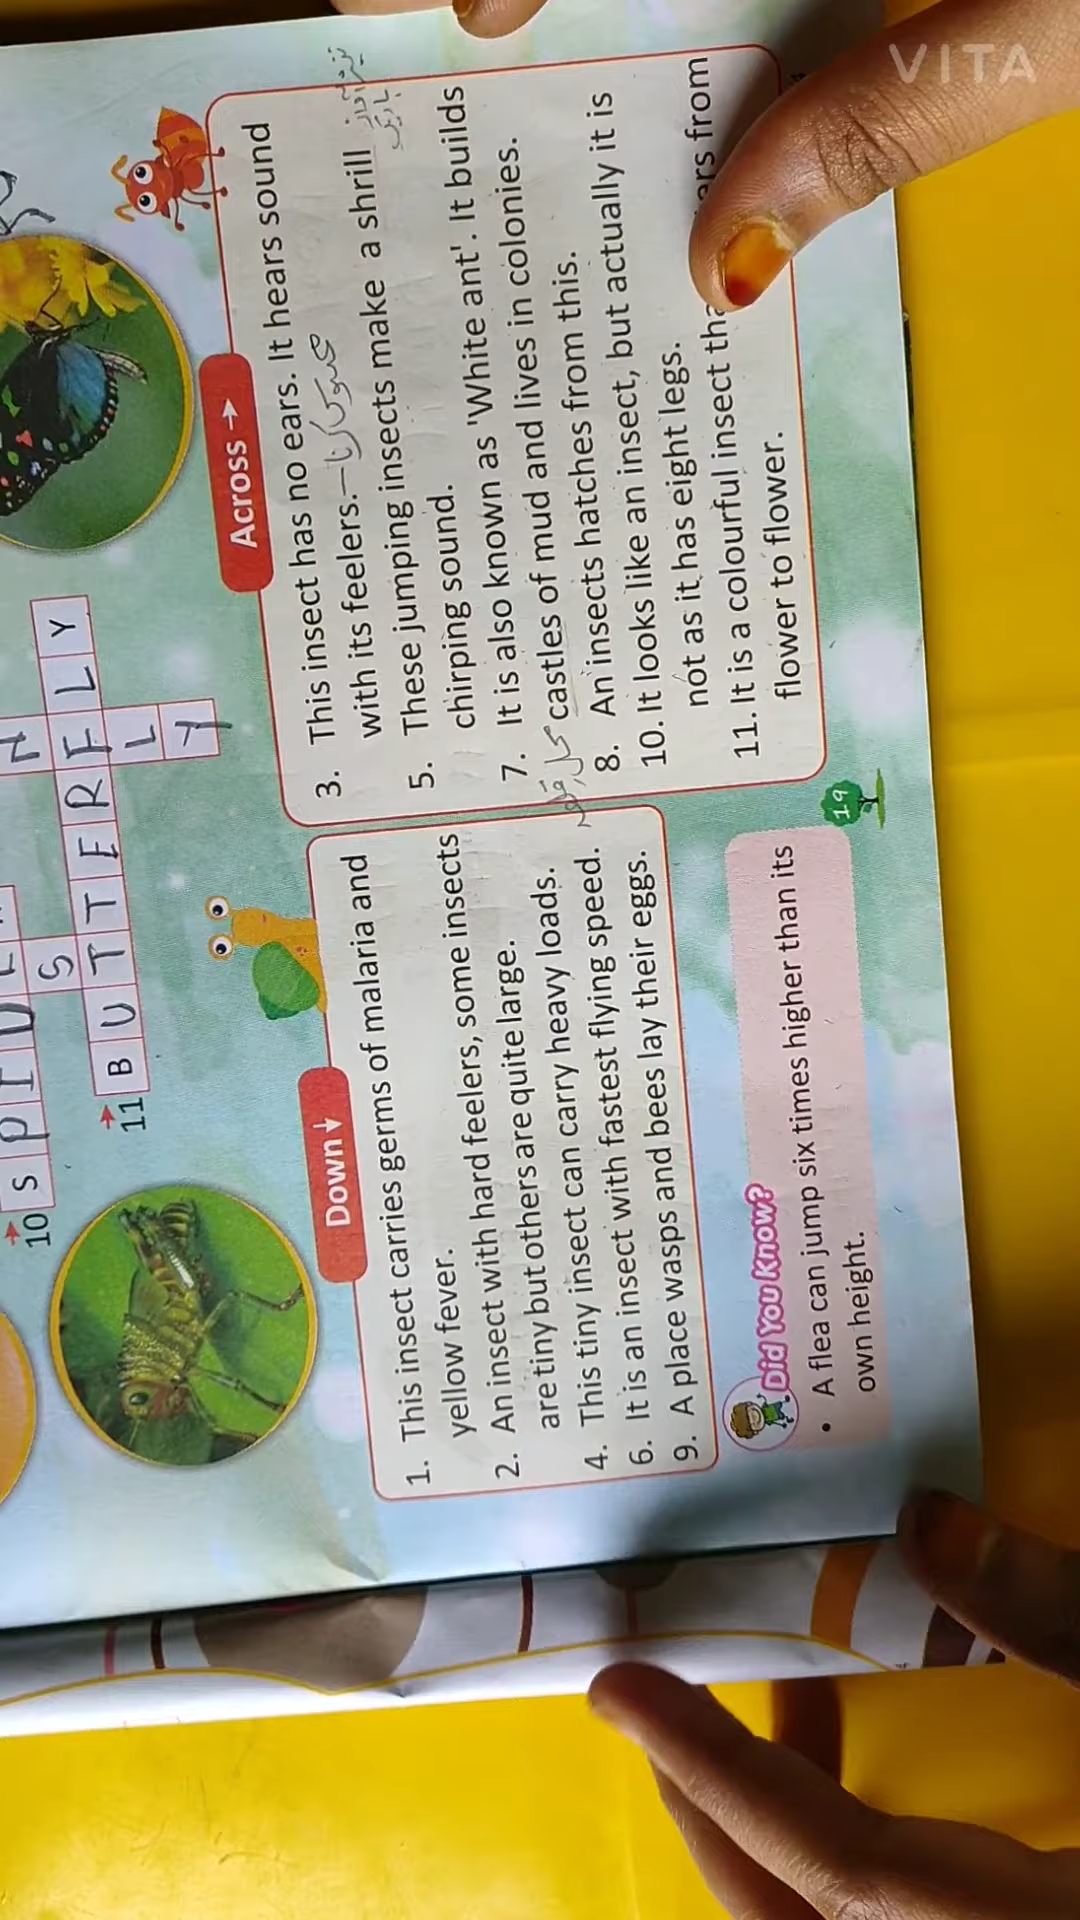 VITA
10 S P I D
S
11 B U T T E R F L Y
L
Y
Down
1. This insect carries germs of malaria and
yellow fever.
2. An insect with hard feelers, some insects
are tiny but others are quite large.
4. This tiny insect can carry heavy loads.
6. It is an insect with fastest flying speed.
9. A place wasps and bees lay their eggs.
Across →
3. This insect has no ears. It hears sound
with its feelers.
5. These jumping insects make a shrill
chirping sound.
7. It is also known as 'White ant'. It builds
castles of mud and lives in colonies.
8. An insects hatches from this.
10. It looks like an insect, but actually it is
not as it has eight legs.
11. It is a colourful insect from
flower to flower.
Did You Know?
• A flea can jump six times higher than its
own height.
19